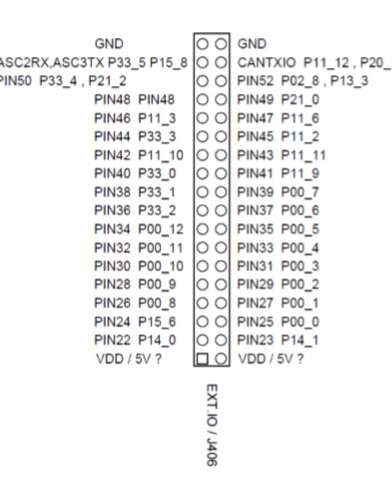 GND GND
ASC2RX,ASC3TX P33_5 P15_8 CANTXIO P11_12 , P20_
PIN50 P33_4 , P21_2 PIN52 P02_8 , P13_3
PIN48 PIN48 PIN49 P21_0
PIN46 P11_3 PIN47 P11_6
PIN44 P33_3 PIN45 P11_2
PIN42 P11_10 PIN43 P11_11
PIN40 P33_0 PIN41 P11_9
PIN38 P33_1 PIN39 P00_7
PIN36 P33_2 PIN37 P00_6
PIN34 P00_12 PIN35 P00_5
PIN32 P00_11 PIN33 P00_4
PIN30 P00_10 PIN31 P00_3
PIN28 P00_9 PIN29 P00_2
PIN26 P00_8 PIN27 P00_1
PIN24 P15_6 PIN25 P00_0
PIN22 P14_0 PIN23 P14_1
VDD / 5V ? VDD / 5V ?
EXT.IO / J406